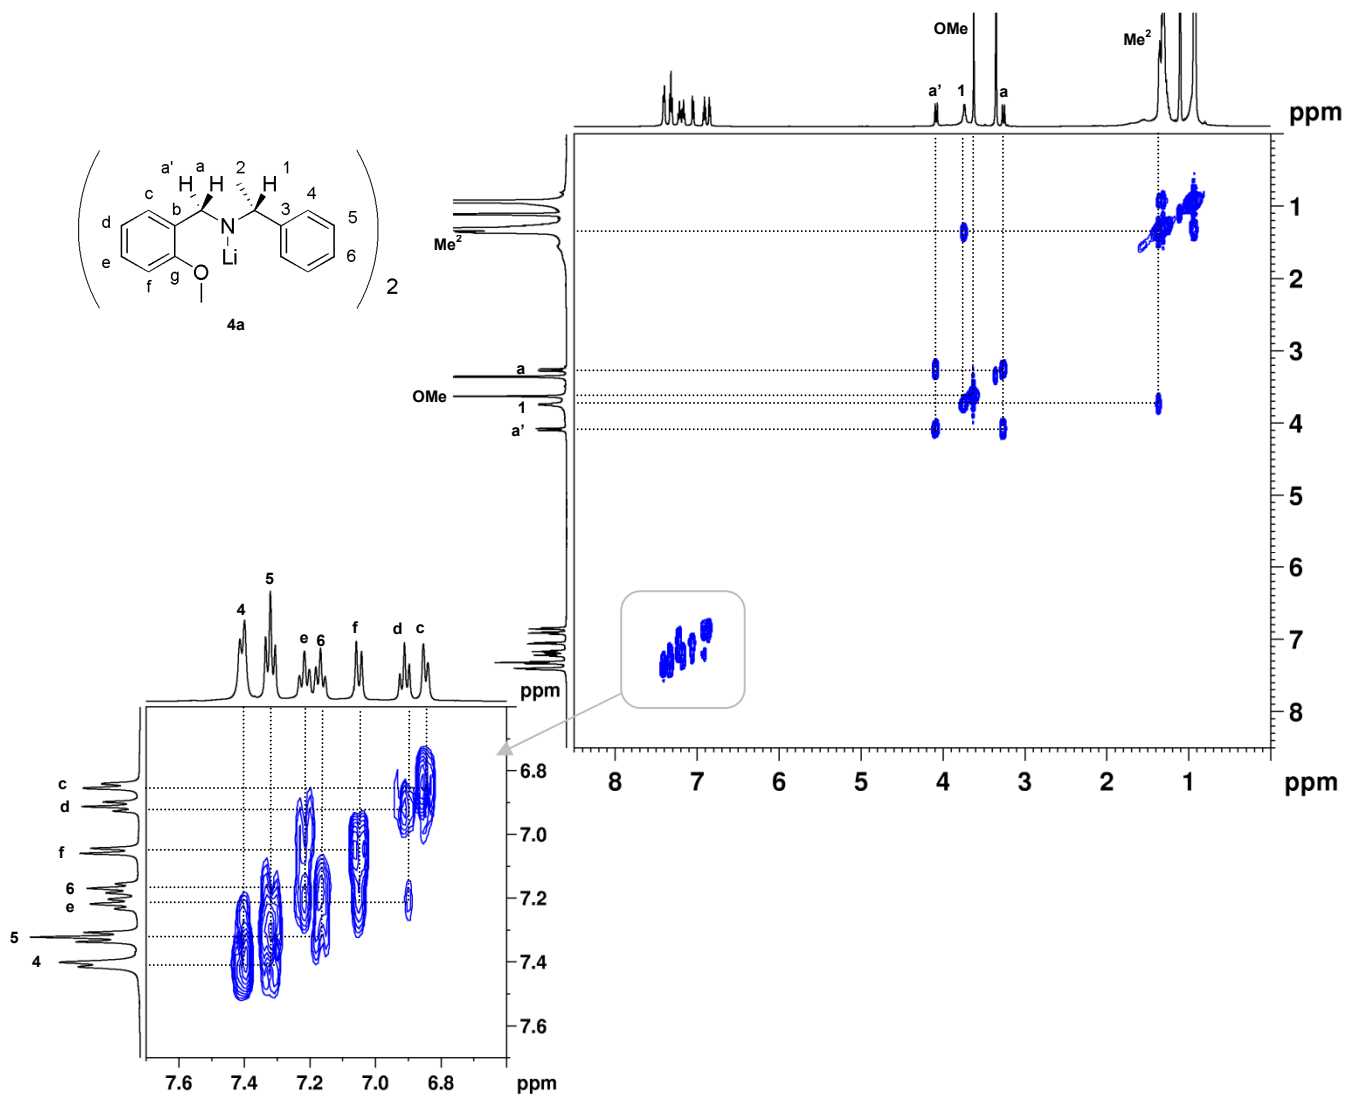 OMe
Me²
a’ 1 a
ppm
a' a 2 1
H H H
c 4
b 3 5
d N
e Li 6
f g O
2
4a
Me²
a
OMe
1
a’
1
2
3
4
5
6
7
8
8 7 6 5 4 3 2 1 ppm
5
4
e 6 f d c
ppm
c
d
f
6
e
5
4
6.8
7.0
7.2
7.4
7.6
7.6 7.4 7.2 7.0 6.8 ppm